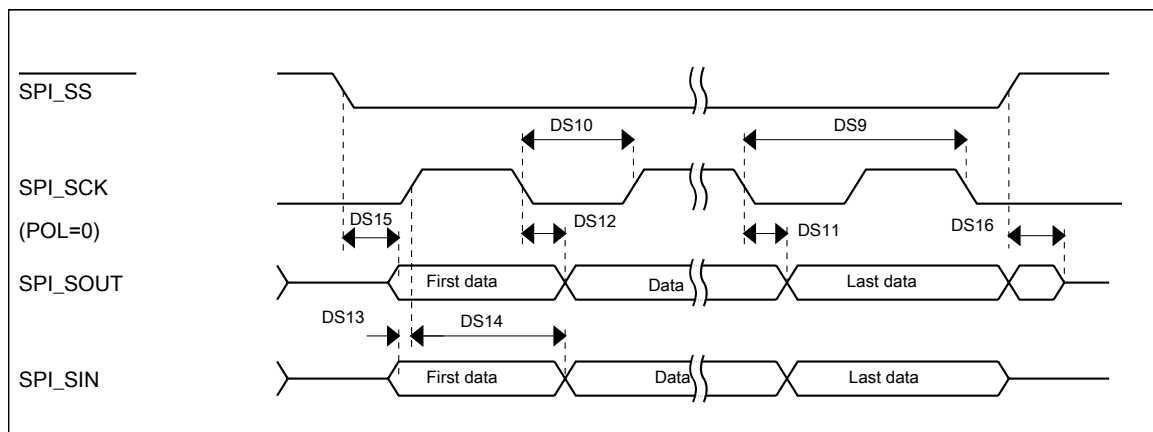 SPI_SS
DS10
DS9
SPI_SCK
DS15
DS12
DS11
DS16
(POL=0)
SPI_SOUT
First data
Data
Last data
DS13
DS14
SPI_SIN
First data
Data
Last data